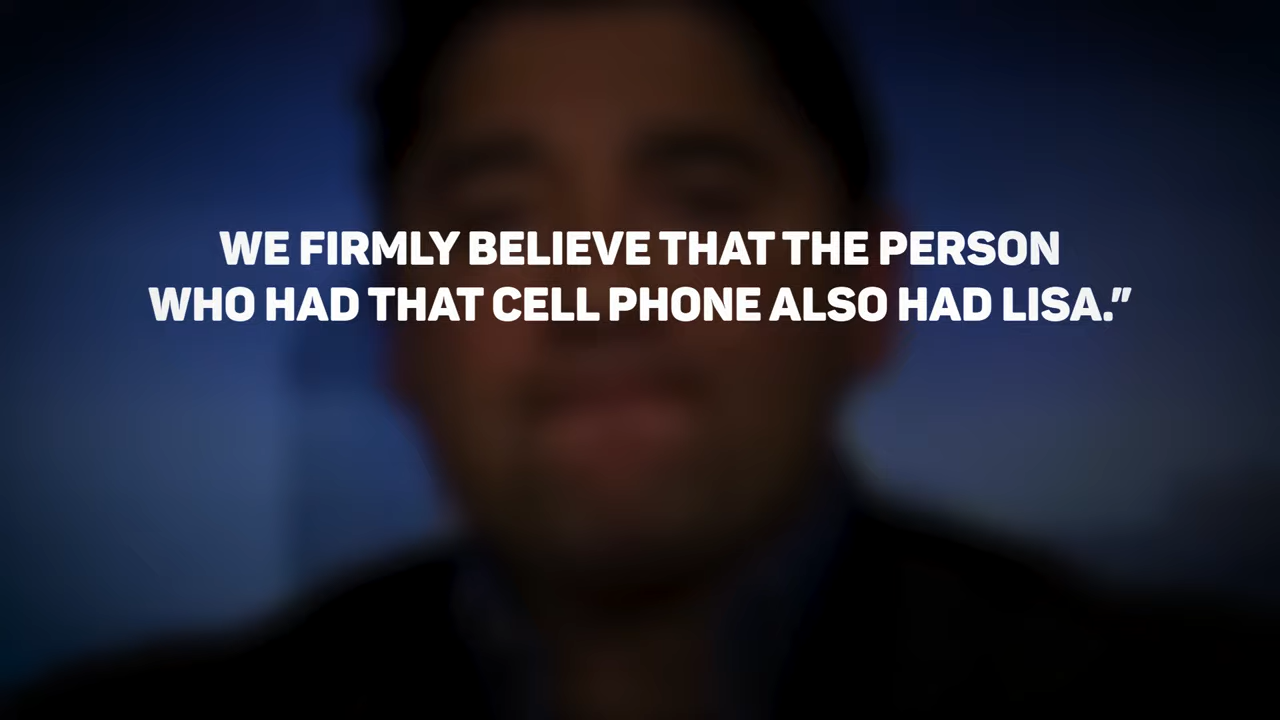 WE FIRMLY BELIEVE THAT THE PERSON
WHO HAD THAT CELL PHONE ALSO HAD LISA.”